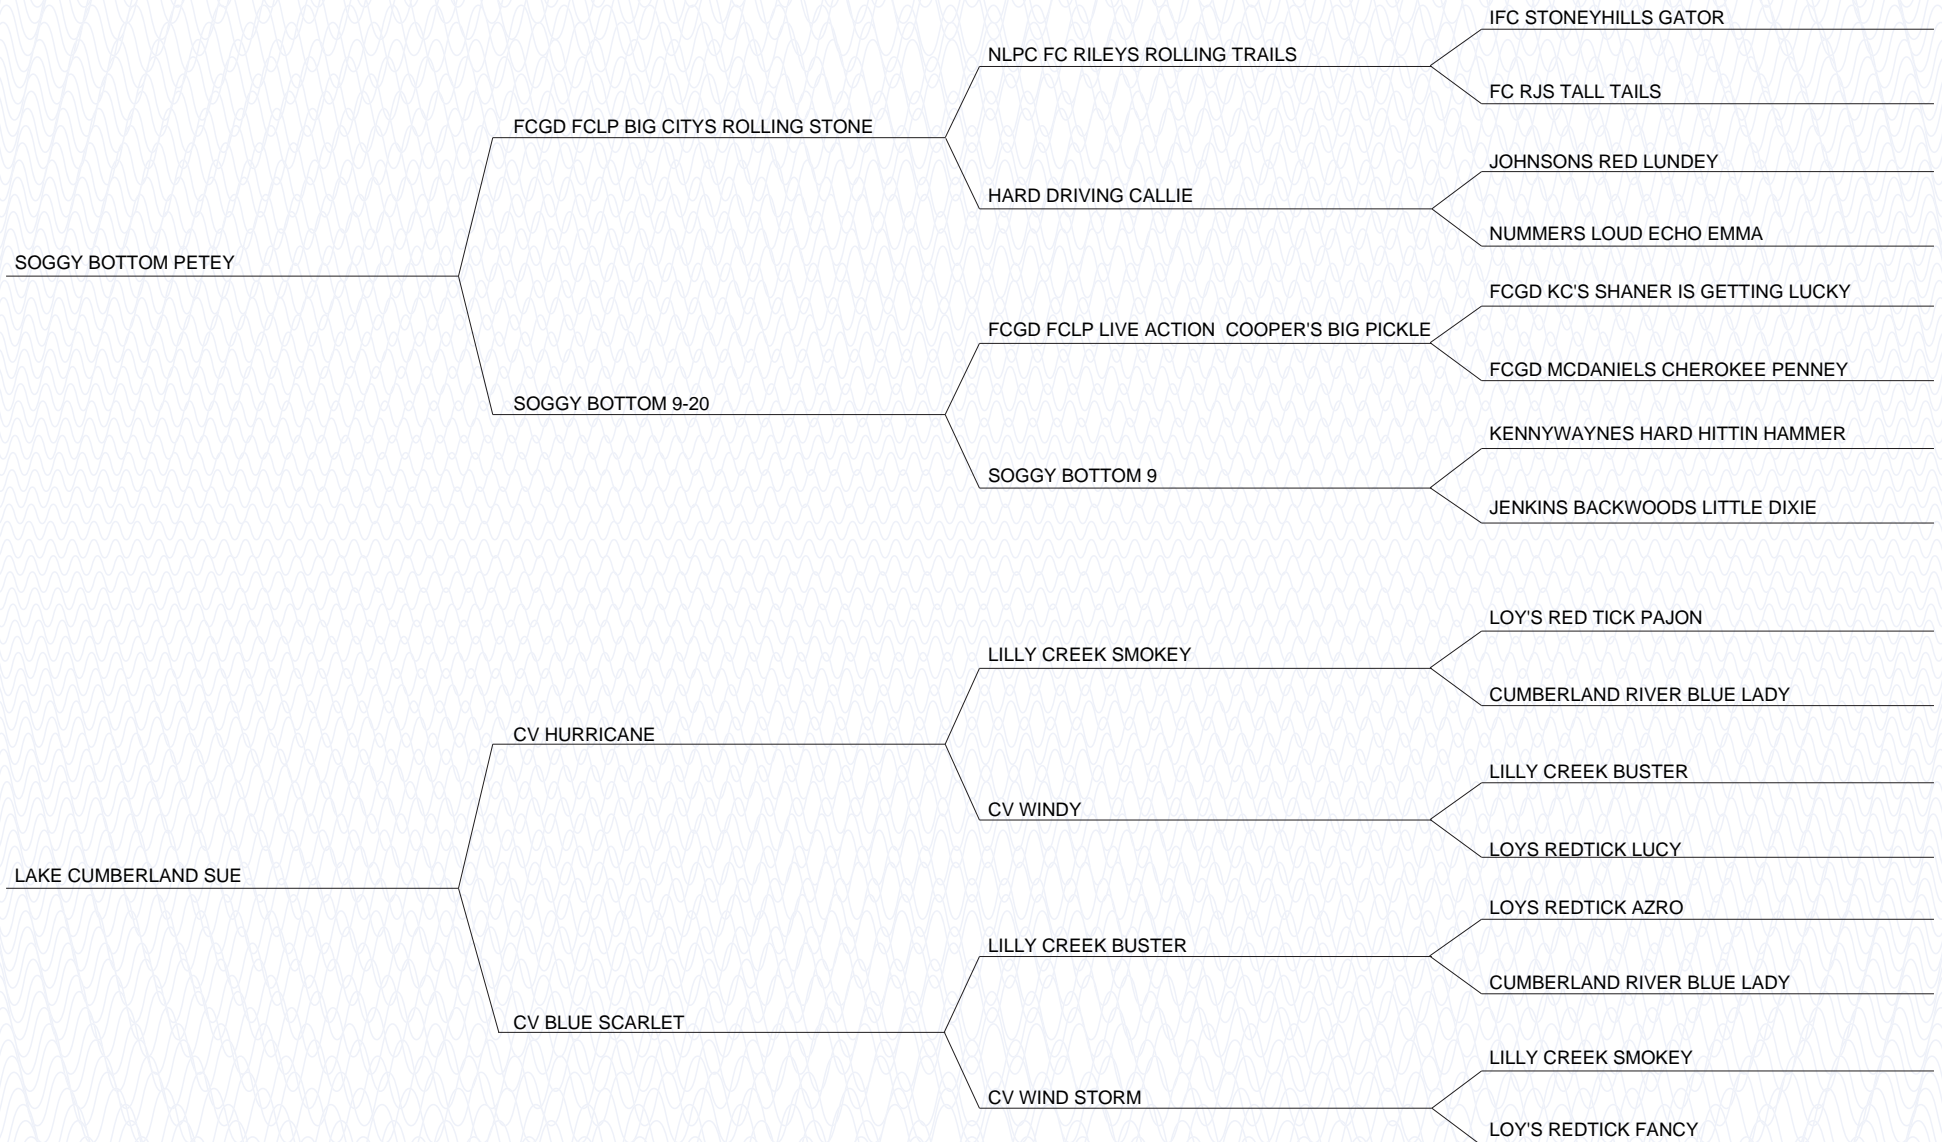 IFC STONEYHILLS GATOR
NLPC FC RILEYS ROLLING TRAILS
FC RJS TALL TAILS
FCGD FCLP BIG CITYS ROLLING STONE
JOHNSONS RED LUNDEY
HARD DRIVING CALLIE
NUMMERS LOUD ECHO EMMA
SOGGY BOTTOM PETEY
FCGD KC'S SHANER IS GETTING LUCKY
FCGD FCLP LIVE ACTION  COOPER'S BIG PICKLE
FCGD MCDANIELS CHEROKEE PENNEY
SOGGY BOTTOM 9-20
KENNYWAYNES HARD HITTIN HAMMER
SOGGY BOTTOM 9
JENKINS BACKWOODS LITTLE DIXIE
LOY'S RED TICK PAJON
LILLY CREEK SMOKEY
CUMBERLAND RIVER BLUE LADY
CV HURRICANE
LILLY CREEK BUSTER
CV WINDY
LOYS REDTICK LUCY
LAKE CUMBERLAND SUE
LOYS REDTICK AZRO
LILLY CREEK BUSTER
CUMBERLAND RIVER BLUE LADY
CV BLUE SCARLET
LILLY CREEK SMOKEY
CV WIND STORM
LOY'S REDTICK FANCY